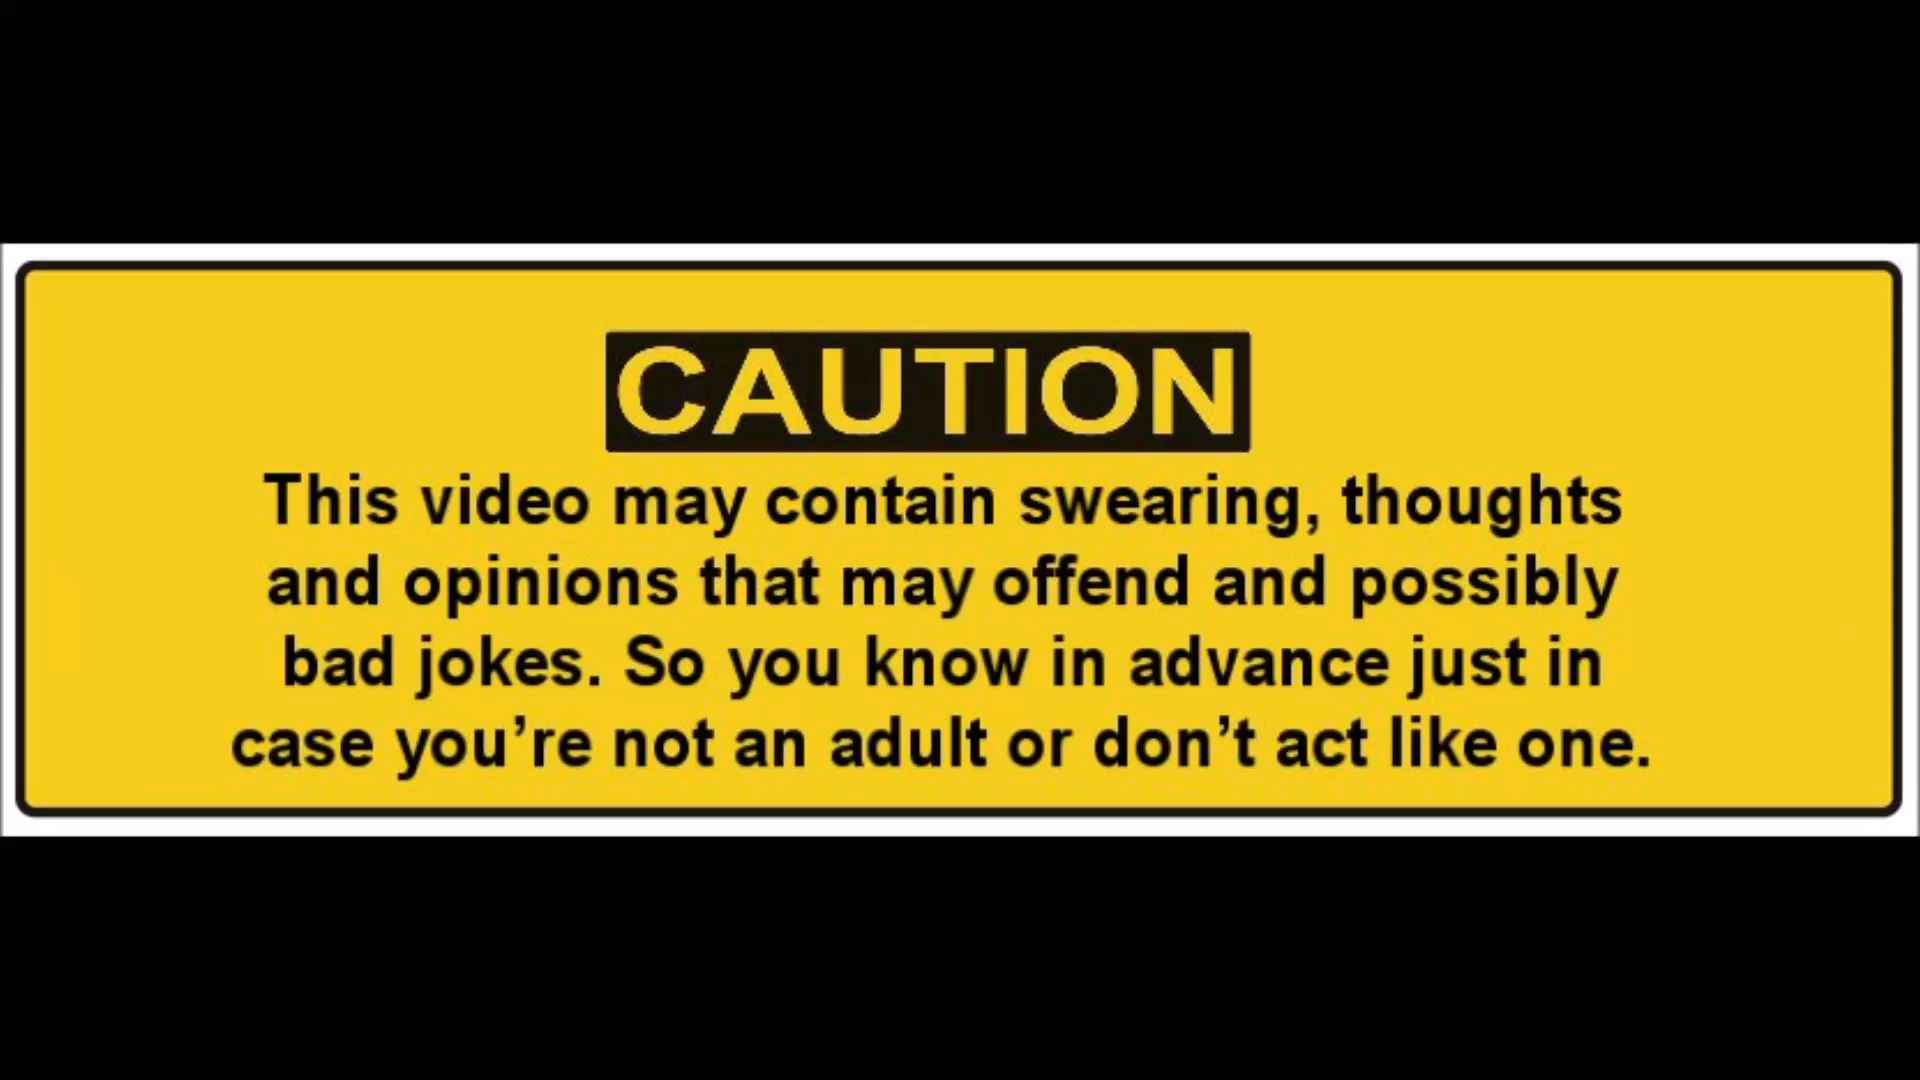 CAUTION
This video may contain swearing, thoughts
and opinions that may offend and possibly
bad jokes. So you know in advance just in
case you’re not an adult or don’t act like one.